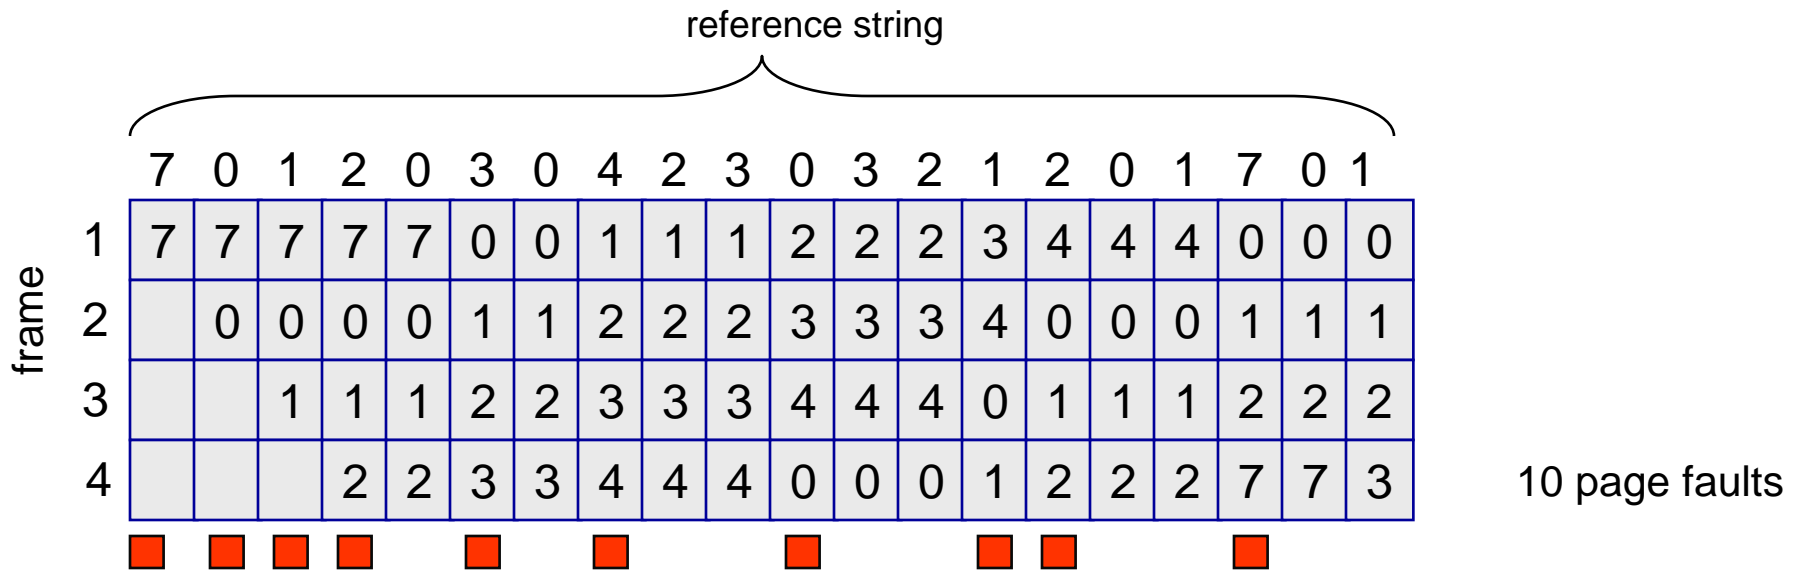 reference string
7 0 1 2 0 3 0 4 2 3 0 3 2 1 2 0 1 7 0 1
1 7 7 7 7 7 0 0 1 1 1 2 2 2 3 4 4 4 0 0 0
frame
2 0 0 0 0 1 1 2 2 2 3 3 3 4 0 0 0 1 1 1
3 1 1 1 2 2 3 3 3 4 4 4 0 1 1 1 2 2 2
4 2 2 3 3 4 4 4 0 0 0 1 2 2 2 7 7 3 10 page faults